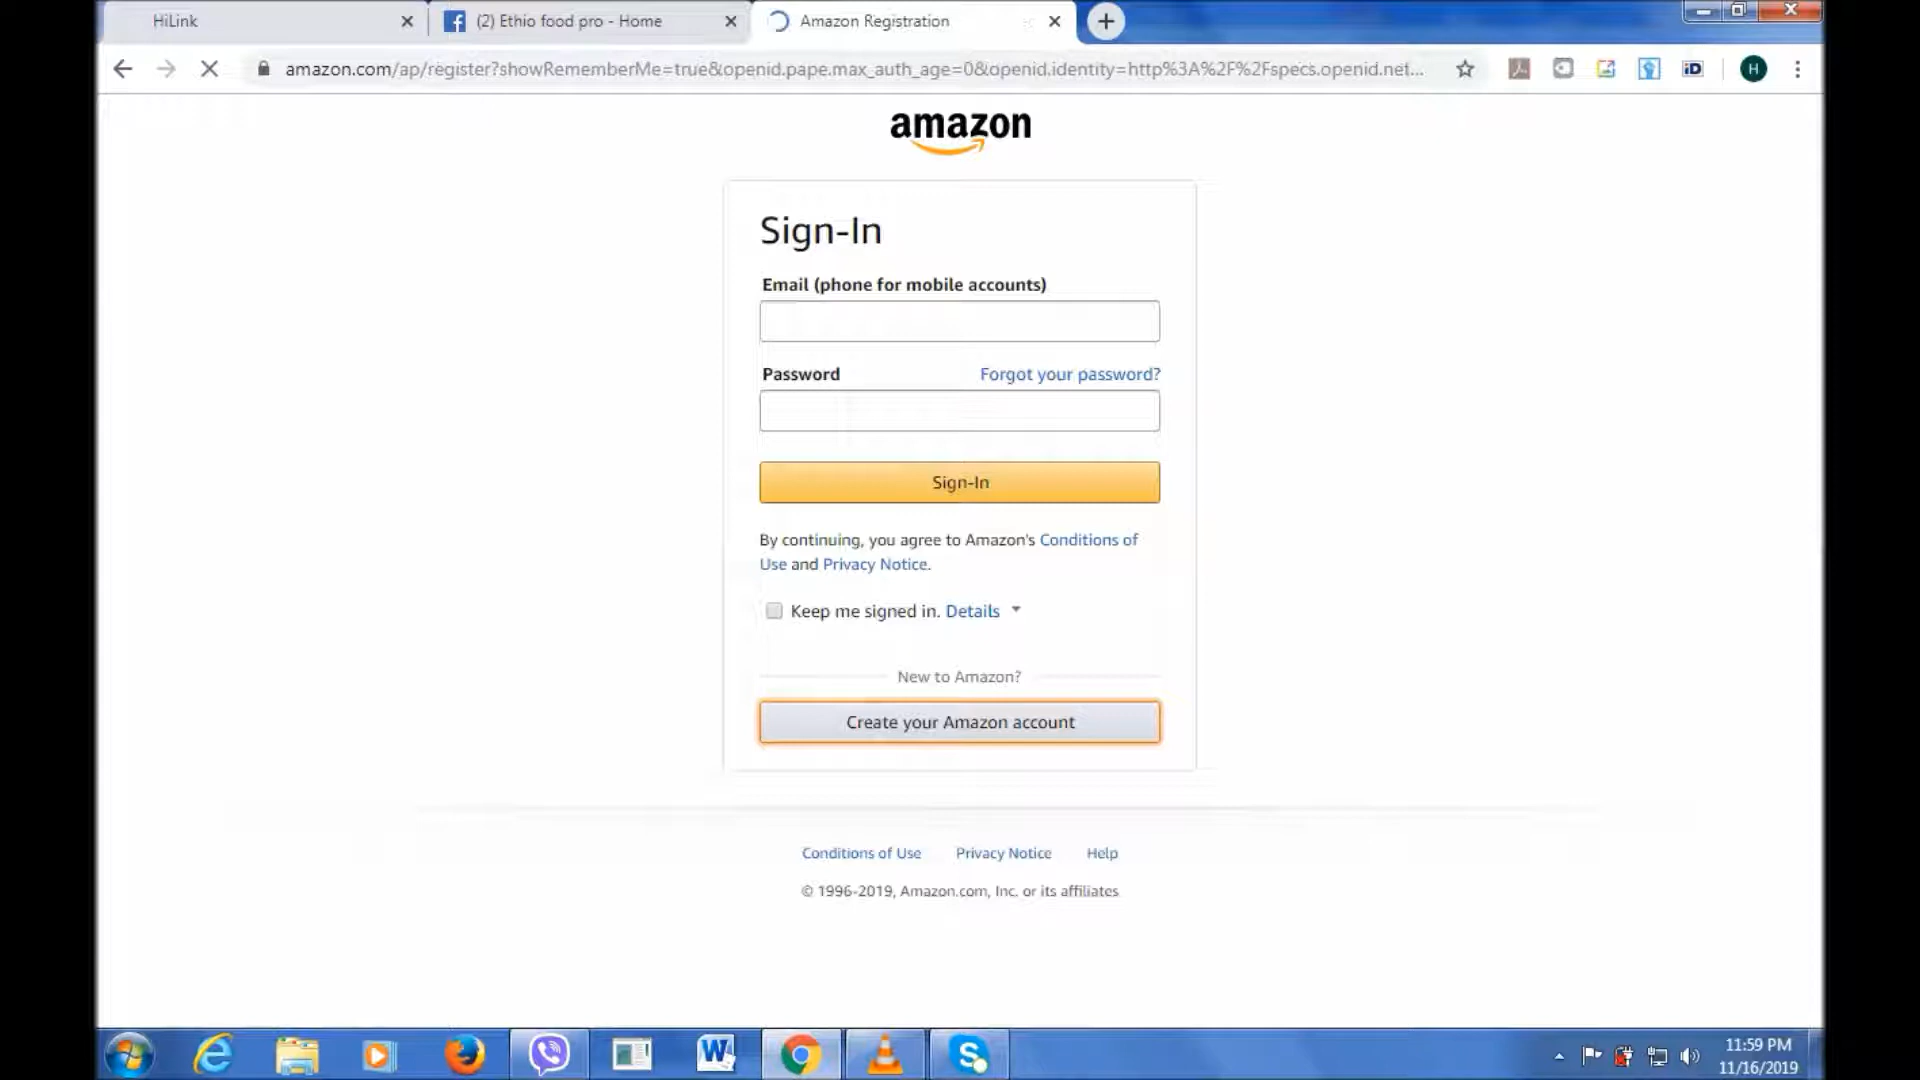 HiLink
(2) Ethio food pro - Home
Amazon Registration
amazon.com/ap/register?showRememberMe=true&openid.pape.max_auth_age=0&openid.identity=http%3A%2F%2Fspecs.openid.net...
iD
H
amazon
Sign-In
Email (phone for mobile accounts)
Password
Forgot your password?
Sign-In
By continuing, you agree to Amazon's Conditions of
Use and Privacy Notice.
Keep me signed in. Details
New to Amazon?
Create your Amazon account
Conditions of Use
Privacy Notice
Help
© 1996-2019, Amazon.com, Inc. or its affiliates
11:59 PM
11/16/2019